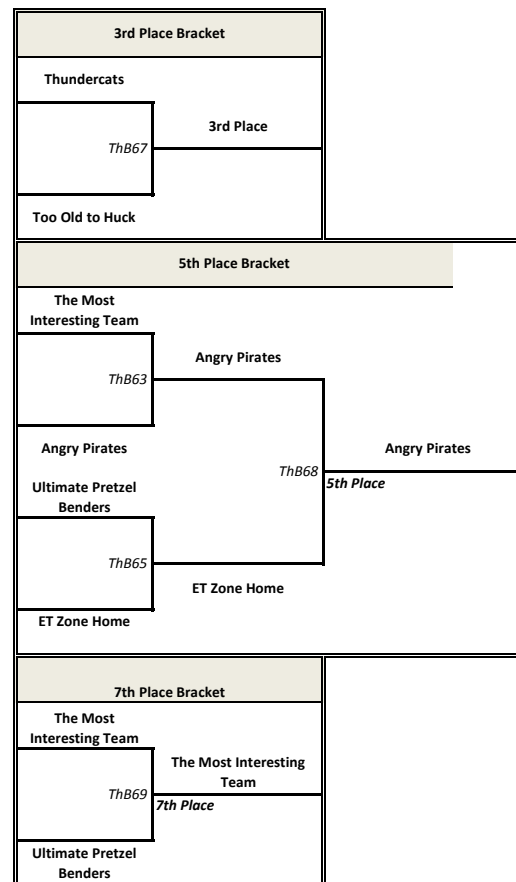 3rd Place Bracket
Thundercats
3rd Place
ThB67
Too Old to Huck
5th Place Bracket
The Most
Interesting Team
Angry Pirates
ThB63
Angry Pirates
Angry Pirates
ThB68
5th Place
Ultimate Pretzel
Benders
ThB65
ET Zone Home
ET Zone Home
7th Place Bracket
The Most
Interesting Team
The Most Interesting
Team
ThB69
7th Place
Ultimate Pretzel
Benders